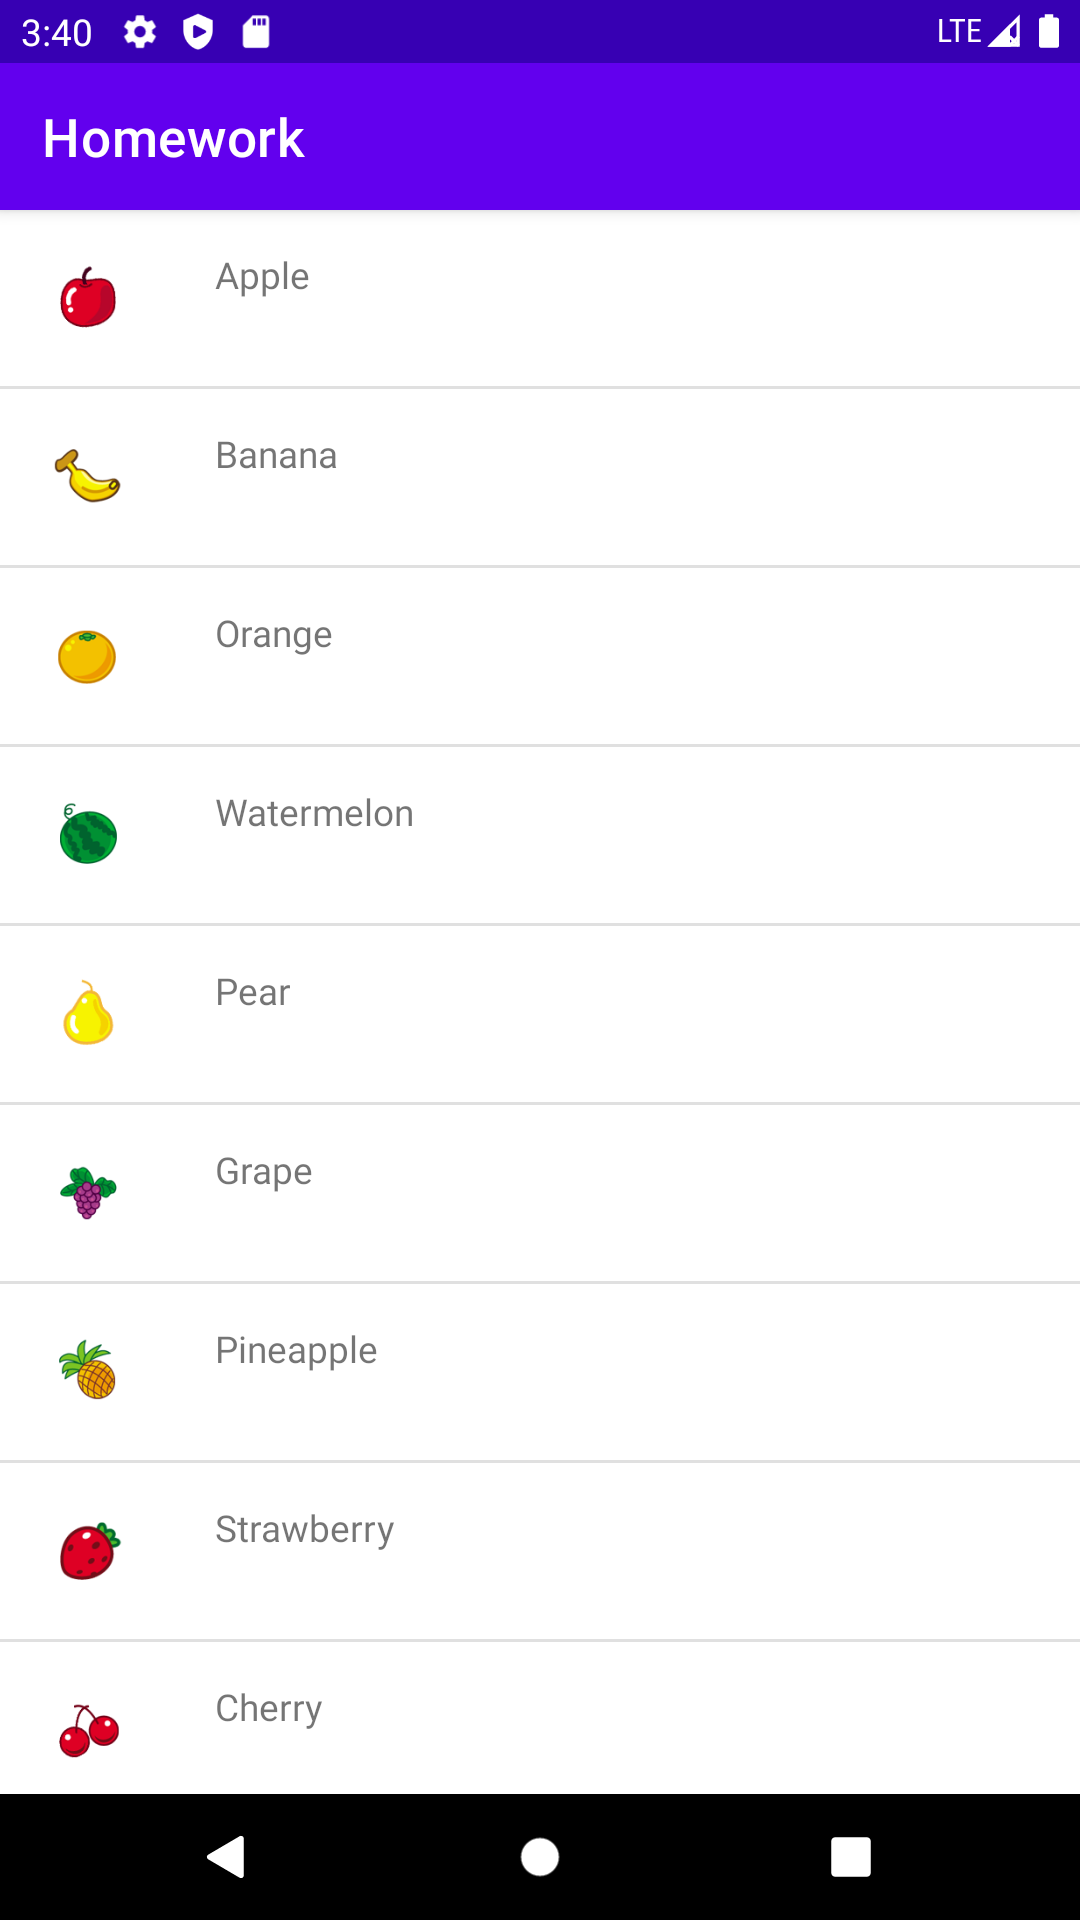 3:40 LTE
Homework
Apple
Banana
Orange
Watermelon
Pear
Grape
Pineapple
Strawberry
Cherry